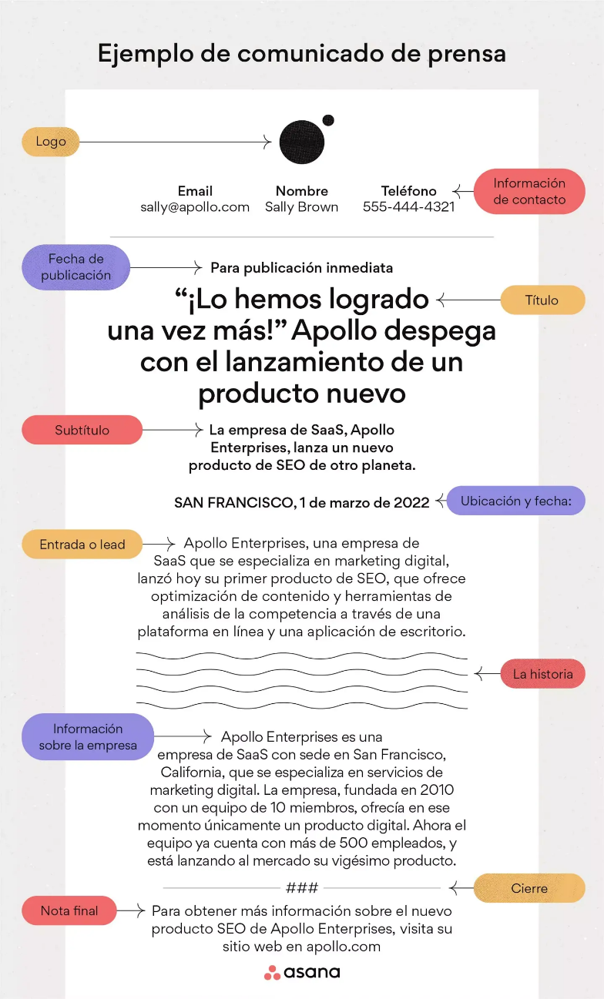 Ejemplo de comunicado de prensa
Logo
Email
Nombre
Teléfono
sally@apollo.com
Sally Brown
555-444-4321
Información
de contacto
Fecha de
publicación
Para publicación inmediata
“¡Lo hemos logrado
una vez más!” Apollo despega
con el lanzamiento de un
producto nuevo
Título
Subtítulo
La empresa de SaaS, Apollo
Enterprises, lanza un nuevo
producto de SEO de otro planeta.
SAN FRANCISCO, 1 de marzo de 2022
Ubicación y fecha:
Entrada o lead
Apollo Enterprises, una empresa de
SaaS que se especializa en marketing digital,
lanzó hoy su primer producto de SEO, que ofrece
optimización de contenido y herramientas de
análisis de la competencia a través de una
plataforma en línea y una aplicación de escritorio.
La historia
Información
sobre la empresa
Apollo Enterprises es una
empresa de SaaS con sede en San Francisco,
California, que se especializa en servicios de
marketing digital. La empresa, fundada en 2010
con un equipo de 10 miembros, ofrecía en ese
momento únicamente un producto digital. Ahora el
equipo ya cuenta con más de 500 empleados, y
está lanzando al mercado su vigésimo producto.
###
Cierre
Nota final
Para obtener más información sobre el nuevo
producto SEO de Apollo Enterprises, visita su
sitio web en apollo.com
asana